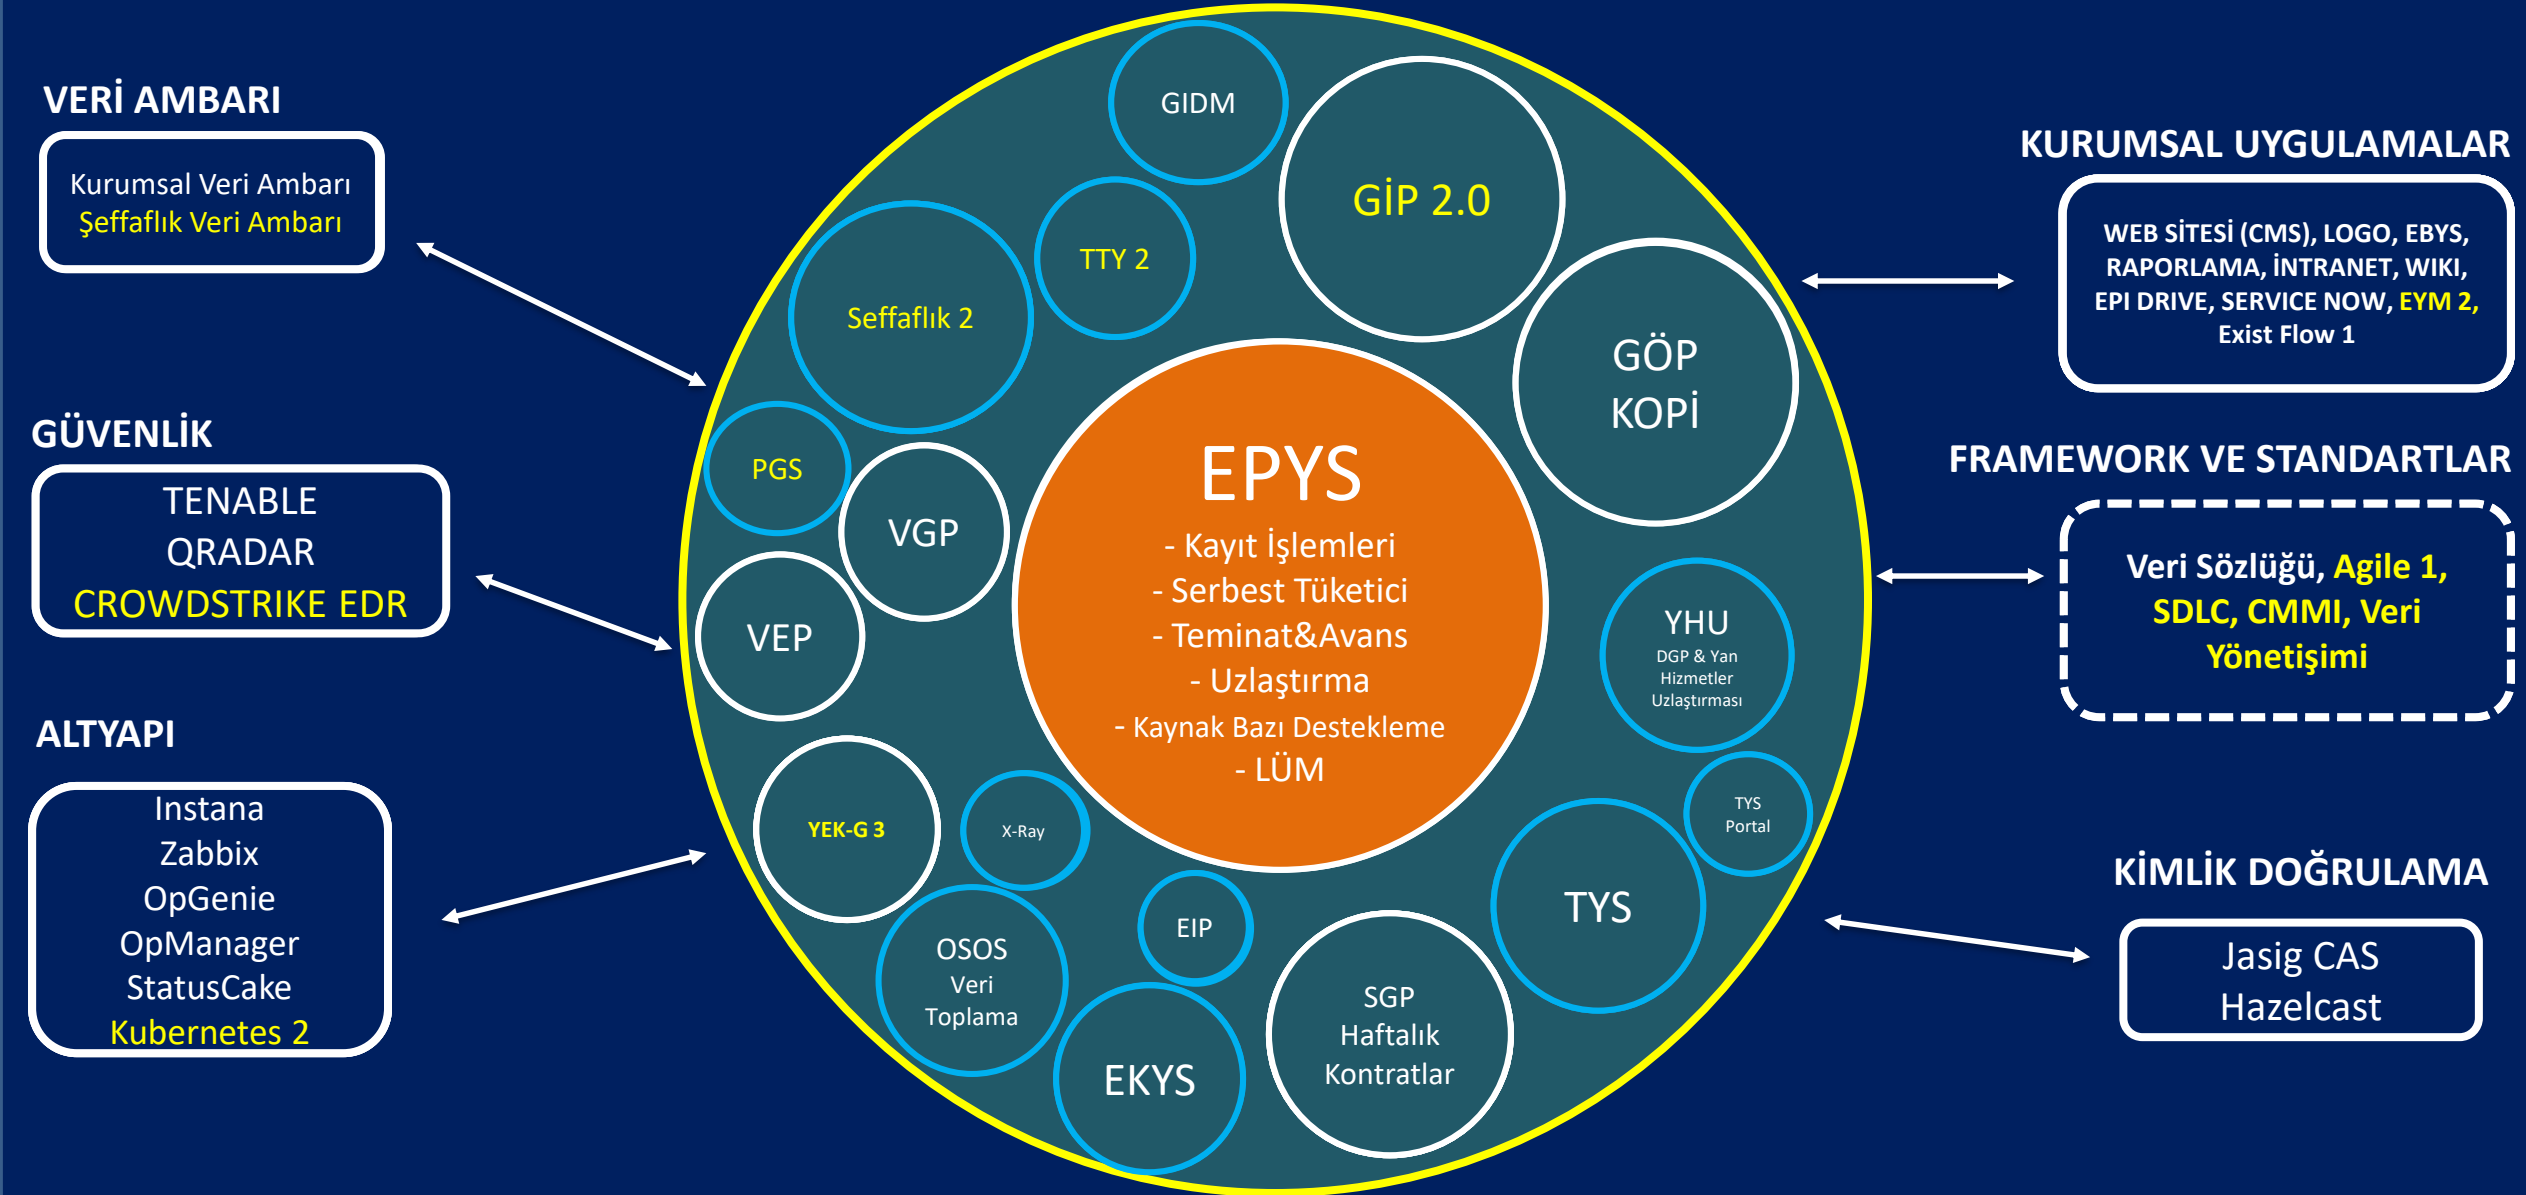 VERİ AMBARI
Kurumsal Veri Ambarı
Şeffaflık Veri Ambarı
GÜVENLİK
TENABLE
QRADAR
CROWDSTRIKE EDR
ALTYAPI
Instana
Zabbix
OpGenie
OpManager
StatusCake
Kubernetes 2
GIDM
GİP 2.0
TTY 2
Seffaflık 2
GÖP
KOPİ
PGS
VGP
VEP
EPYS
- Kayıt İşlemleri
- Serbest Tüketici
- Teminat&Avans
- Uzlaştırma
- Kaynak Bazı Destekleme
- LÜM
YHU
DGP & Yan
Hizmetler
Uzlaştırması
TYS
Portal
TYS
YEK-G 3
X-Ray
OSOS
Veri
Toplama
EIP
EKYS
SGP
Haftalık
Kontratlar
KURUMSAL UYGULAMALAR
WEB SİTESİ (CMS), LOGO, EBYS,
RAPORLAMA, İNTRANET, WIKI,
EPI DRIVE, SERVICE NOW, EYM 2,
Exist Flow 1
FRAMEWORK VE STANDARTLAR
Veri Sözlüğü, Agile 1,
SDLC, CMMI, Veri
Yönetişimi
KİMLİK DOĞRULAMA
Jasig CAS
Hazelcast